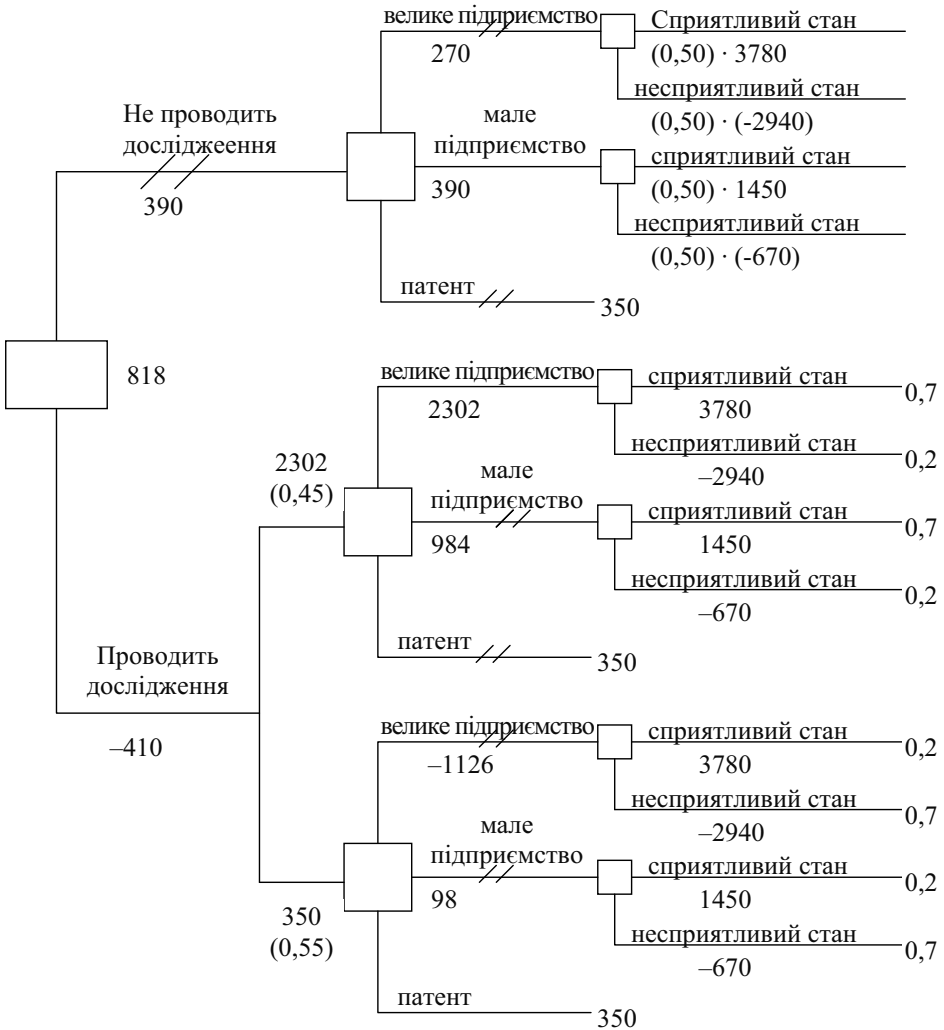 велике підприємство
270
Сприятливий стан
(0,50) · 3780
несприятливий стан
(0,50) · (-2940)
Не проводить
дослідження
390
мале
підприємство
390
сприятливий стан
(0,50) · 1450
несприятливий стан
(0,50) · (-670)
патент
350
818
велике підприємство
2302
сприятливий стан
3780
0,7
несприятливий стан
–2940
0,2
2302
(0,45)
мале
підприємство
984
сприятливий стан
1450
0,7
несприятливий стан
–670
0,2
патент
350
Проводить
дослідження
–410
велике підприємство
–1126
сприятливий стан
3780
0,2
несприятливий стан
–2940
0,7
350
(0,55)
мале
підприємство
98
сприятливий стан
1450
0,2
несприятливий стан
–670
0,7
патент
350